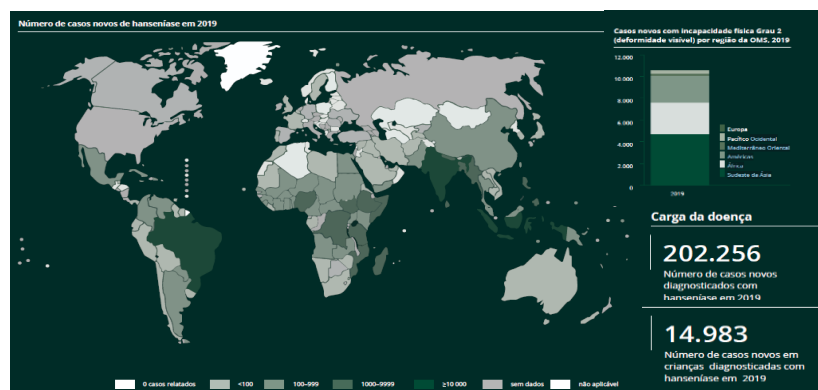 Número de casos novos de hanseníase em 2019
0 casos relatados
<100
100–999
1000–9999
≥10 000
sem dados
não aplicável
Casos novos com incapacidade física Grau 2
(deformidade visível) por região da OMS, 2019
12.000
10.000
8.000
6.000
4.000
2.000
0
2019
Europa
Pacífico Ocidental
Mediterrâneo Oriental
Américas
África
Sudeste da Ásia
Carga da doença
202.256
Número de casos novos
diagnosticados com
hanseníase em 2019
14.983
Número de casos novos em
crianças diagnosticadas com
hanseníase em 2019